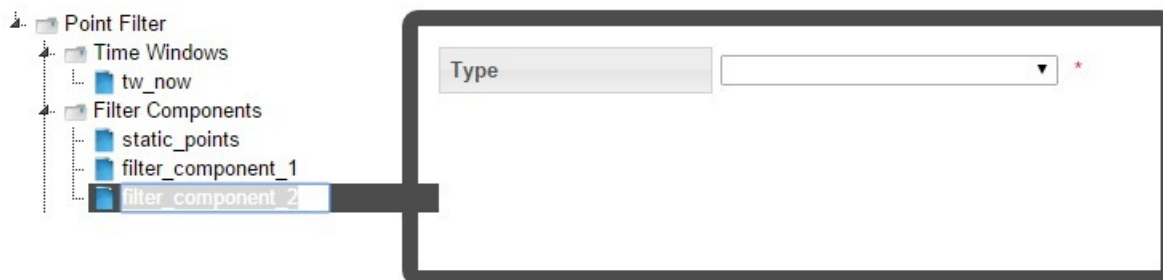 Point Filter
Time Windows
tw_now
Filter Components
static_points
filter_component_1
filter_component_2
Type
*